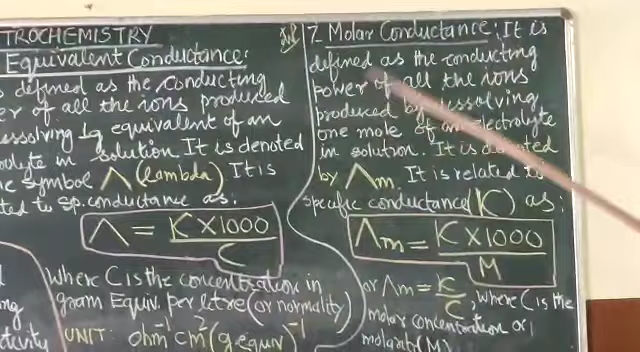 TROCHEMISTRY
Equivalent Conductance:
defined as the conducting
er of all the ions produced
essolving 1g equivalent of an
olyte in solution. It is denoted
e symbol Λ (lambda) It is
ted to sp. conductance as:
Λ = K X 1000 / C
Where C is the concentration in
gram Equiv. per litre (or normality)
UNIT: ohm⁻¹ cm² (g equiv)⁻¹
ng
ctivity
7. Molar Conductance: It is
defined as the conducting
power of all the ions
produced by dissolving
one mole of an electrolyte
in solution. It is denoted
by Λm It is related to
specific conductance (K) as:
Λm = K X 1000 / M
or Λm = K / C, where C is the
molar concentration or
molarity (M)